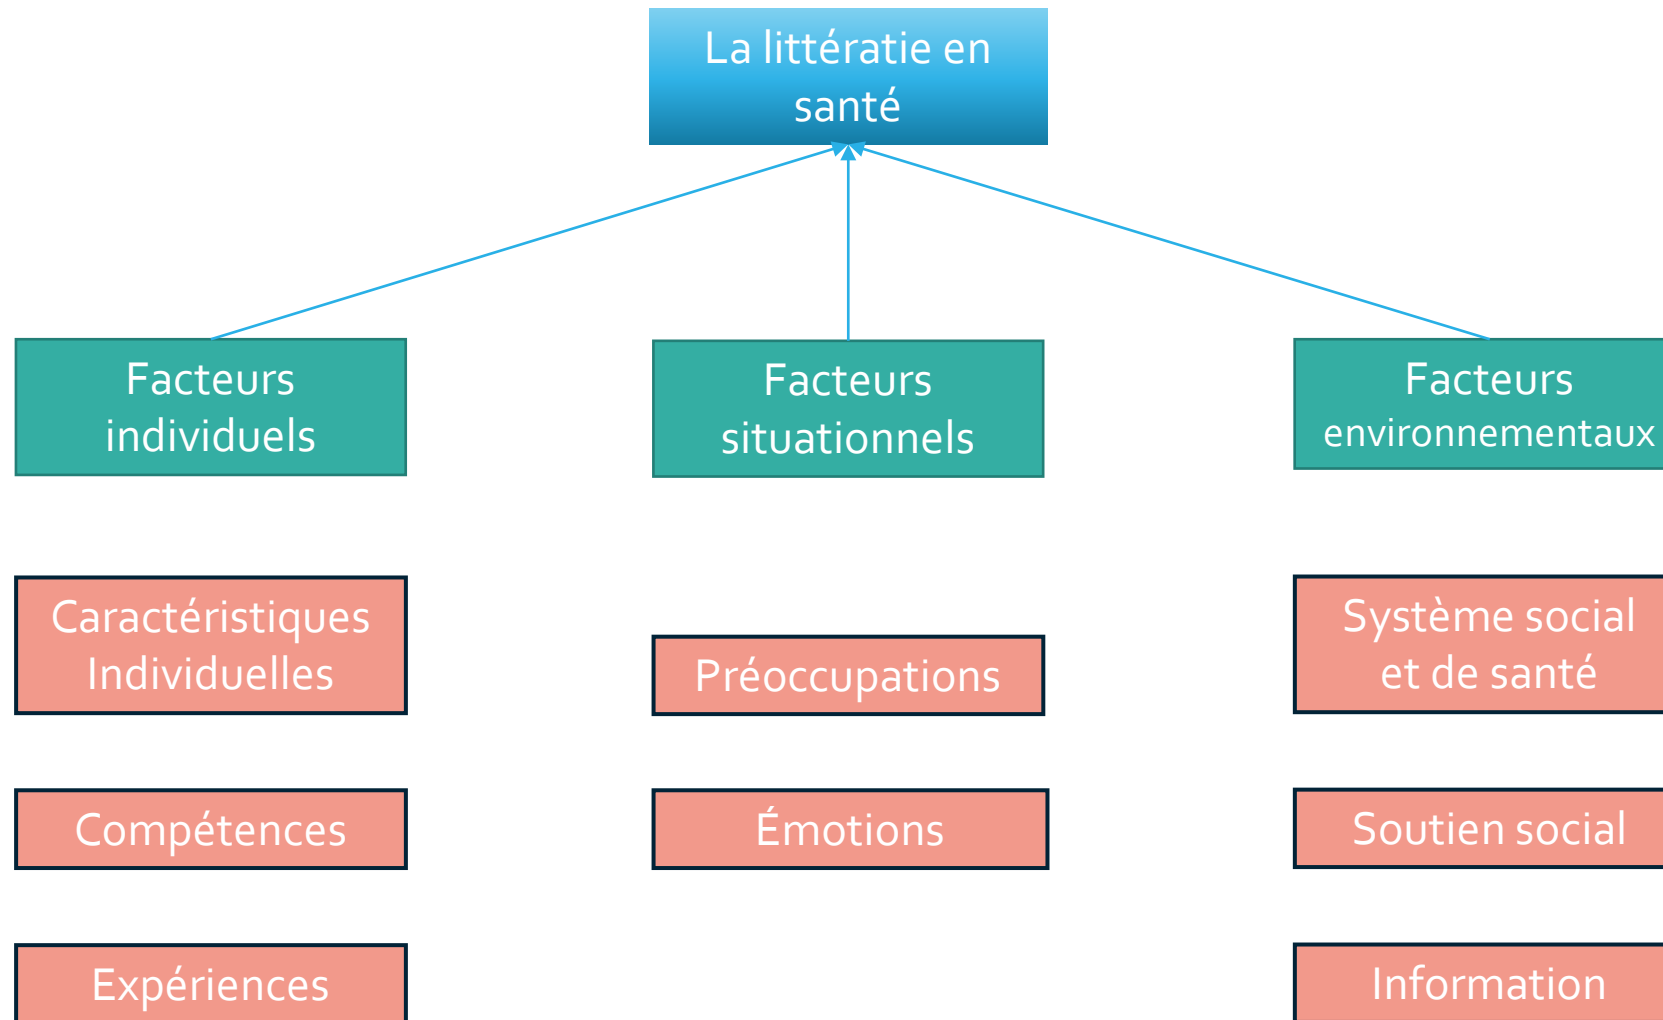 La littératie en
santé
Facteurs
individuels
Facteurs
situationnels
Facteurs
environnementaux
Caractéristiques
Individuelles
Préoccupations
Système social
et de santé
Compétences
Émotions
Soutien social
Expériences
Information